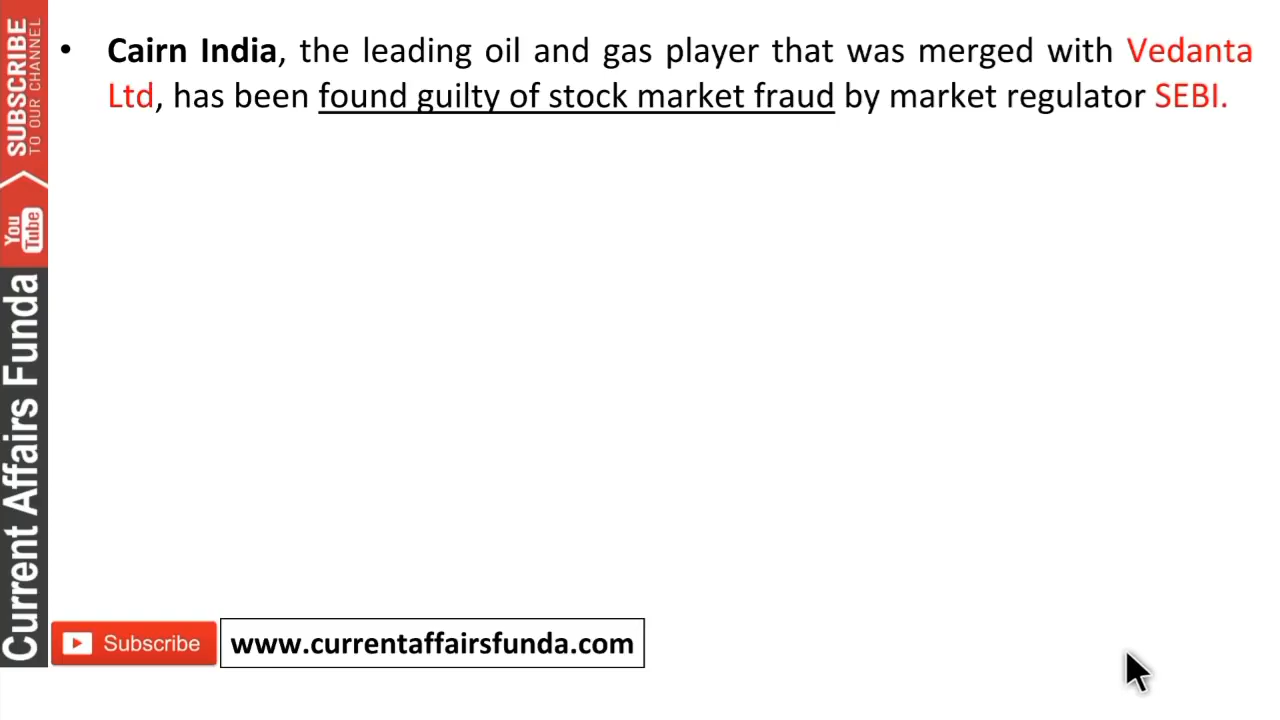 • Cairn India, the leading oil and gas player that was merged with Vedanta
Ltd, has been found guilty of stock market fraud by market regulator SEBI.
SUBSCRIBE
TO OUR CHANNEL
You
Tube
Current Affairs Funda
Subscribe
www.currentaffairsfunda.com